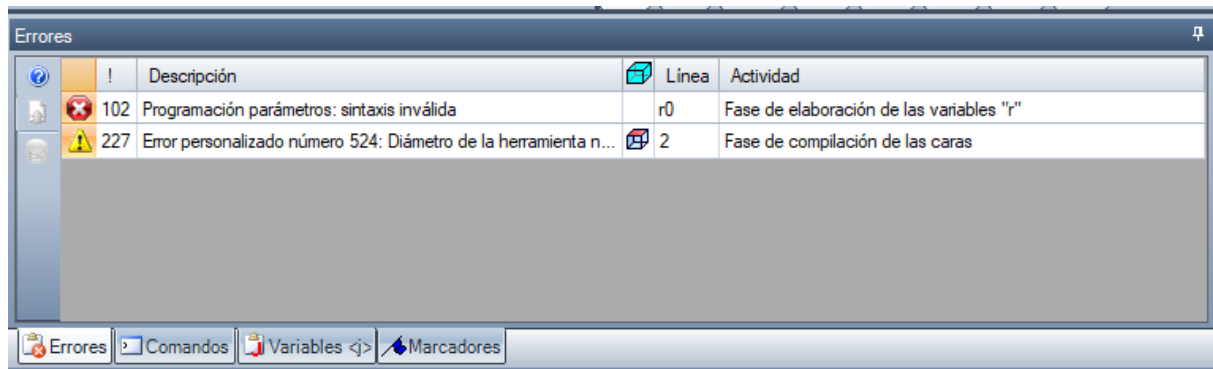 Errores
! Descripción Línea Actividad
102 Programación parámetros: sintaxis inválida r0 Fase de elaboración de las variables "r"
227 Error personalizado número 524: Diámetro de la herramienta n... 2 Fase de compilación de las caras
Errores Comandos Variables <j> Marcadores